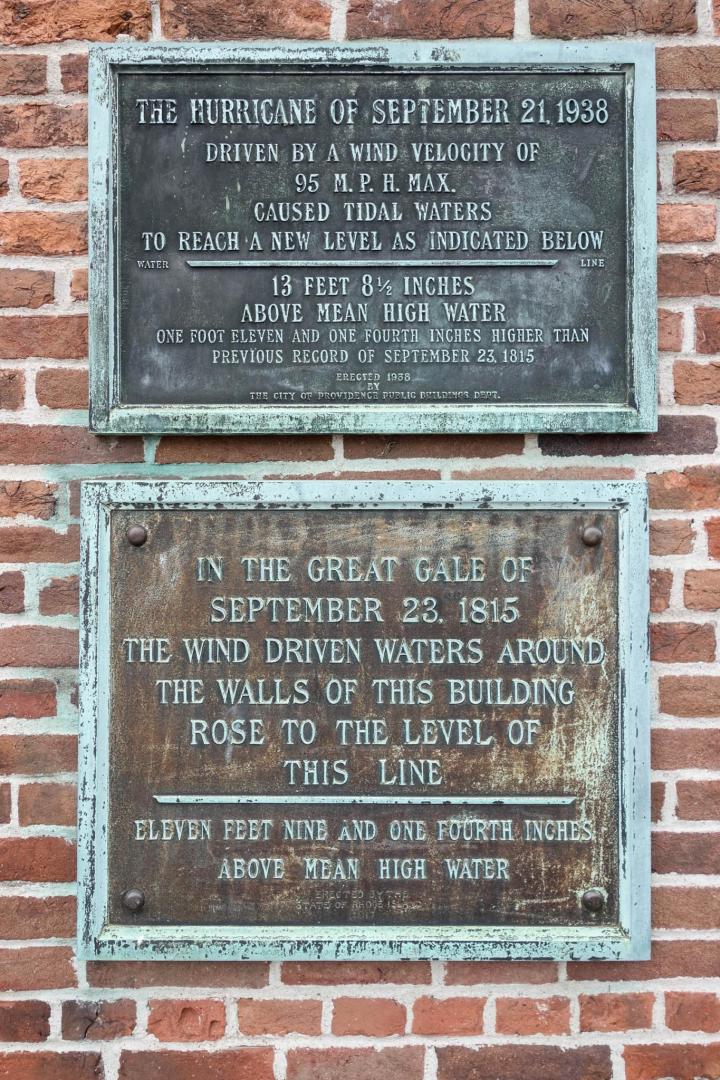 THE HURRICANE OF SEPTEMBER 21, 1938
DRIVEN BY A WIND VELOCITY OF
95 M.P.H. MAX.
CAUSED TIDAL WATERS
TO REACH A NEW LEVEL AS INDICATED BELOW
WATER LINE
13 FEET 8½ INCHES
ABOVE MEAN HIGH WATER
ONE FOOT ELEVEN AND ONE FOURTH INCHES HIGHER THAN
PREVIOUS RECORD OF SEPTEMBER 23, 1815
ERECTED 1938
BY
THE CITY OF PROVIDENCE PUBLIC BUILDINGS DEPT.
IN THE GREAT GALE OF
SEPTEMBER 23, 1815
THE WIND DRIVEN WATERS AROUND
THE WALLS OF THIS BUILDING
ROSE TO THE LEVEL OF
THIS LINE
ELEVEN FEET NINE AND ONE FOURTH INCHES
ABOVE MEAN HIGH WATER
ERECTED BY THE
STATE OF RHODE ISLAND